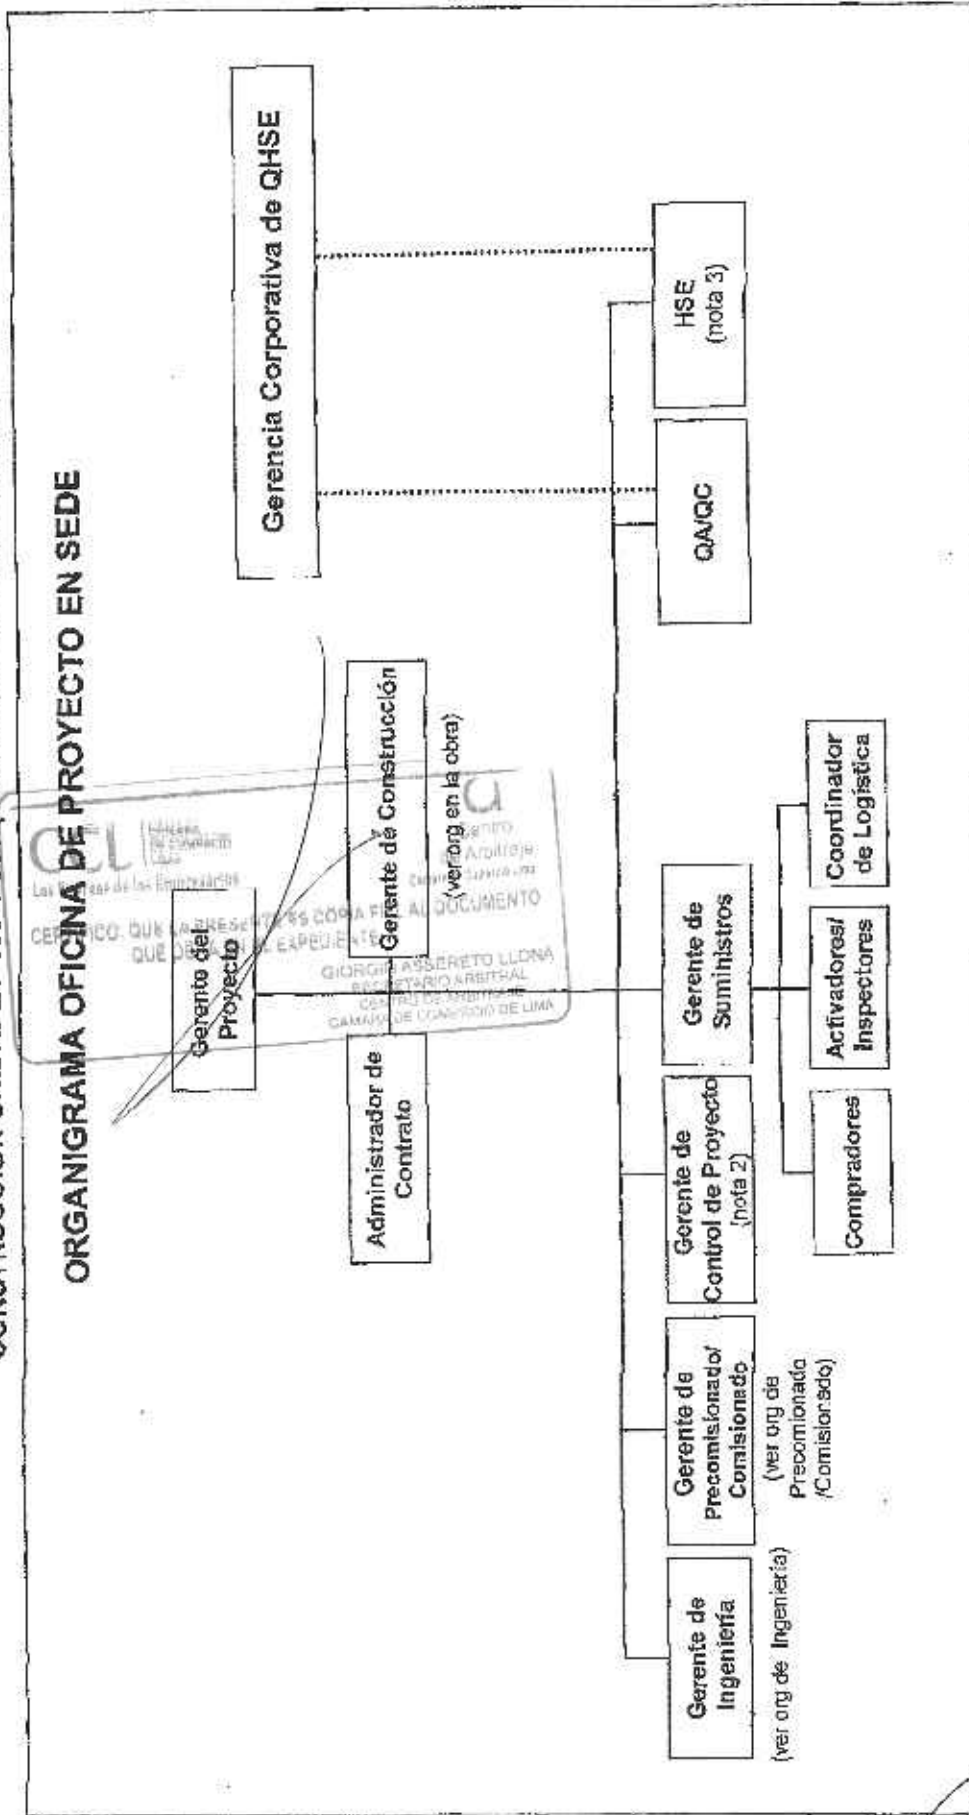 ORGANIGRAMA OFICINA DE PROYECTO EN SEDE
Gerencia Corporativa de QHSE
Gerente del
Proyecto
Administrador de
Contrato
Gerente de Construcción
(ver org en la obra)
Gerente de
Ingeniería
(ver org de Ingeniería)
Gerente de
Precomisionado/
Comisionado
(ver org de
Precomionado
/Comisionado)
Gerente de
Control de Proyecto
(nota 2)
Gerente de
Suministros
QA/QC
HSE
(nota 3)
Compradores
Activadores/
Inspectores
Coordinador
de Logística
CCL
Centro
de Arbitraje
CERTIFICO: QUE LA PRESENTE ES COPIA FIEL AL DOCUMENTO
QUE OBRA EN EL EXPEDIENTE
GIORGIO ASSERETO LLONA
SECRETARIO ARBITRAL
CENTRO DE ARBITRAJE
CAMARA DE COMERCIO DE LIMA